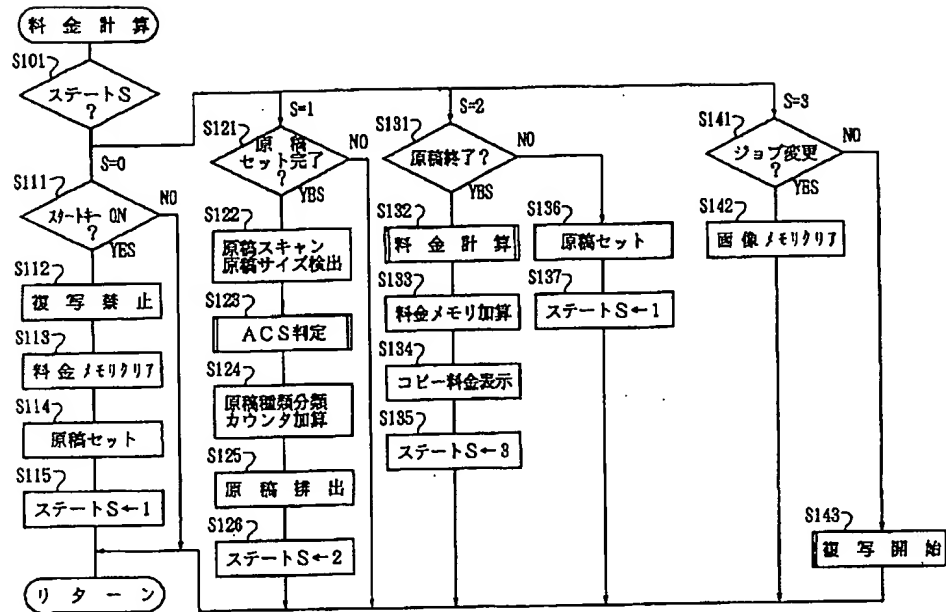 料金計算
S101
ステートS
?
S=0
S111
スタートキー ON
?
NO
YES
S112
複写禁止
S113
料金メモリクリア
S114
原稿セット
S115
ステートS←1
リターン
S=1
S121
原稿
セット完了
?
NO
YES
S122
原稿スキャン
原稿サイズ検出
S123
ACS判定
S124
原稿種類分類
カウンタ加算
S125
原稿排出
S126
ステートS←2
S=2
S131
原稿終了?
NO
YES
S132
料金計算
S133
料金メモリ加算
S134
コピー料金表示
S135
ステートS←3
S136
原稿セット
S137
ステートS←1
S=3
S141
ジョブ変更
?
NO
YES
S142
画像メモリクリア
S143
複写開始